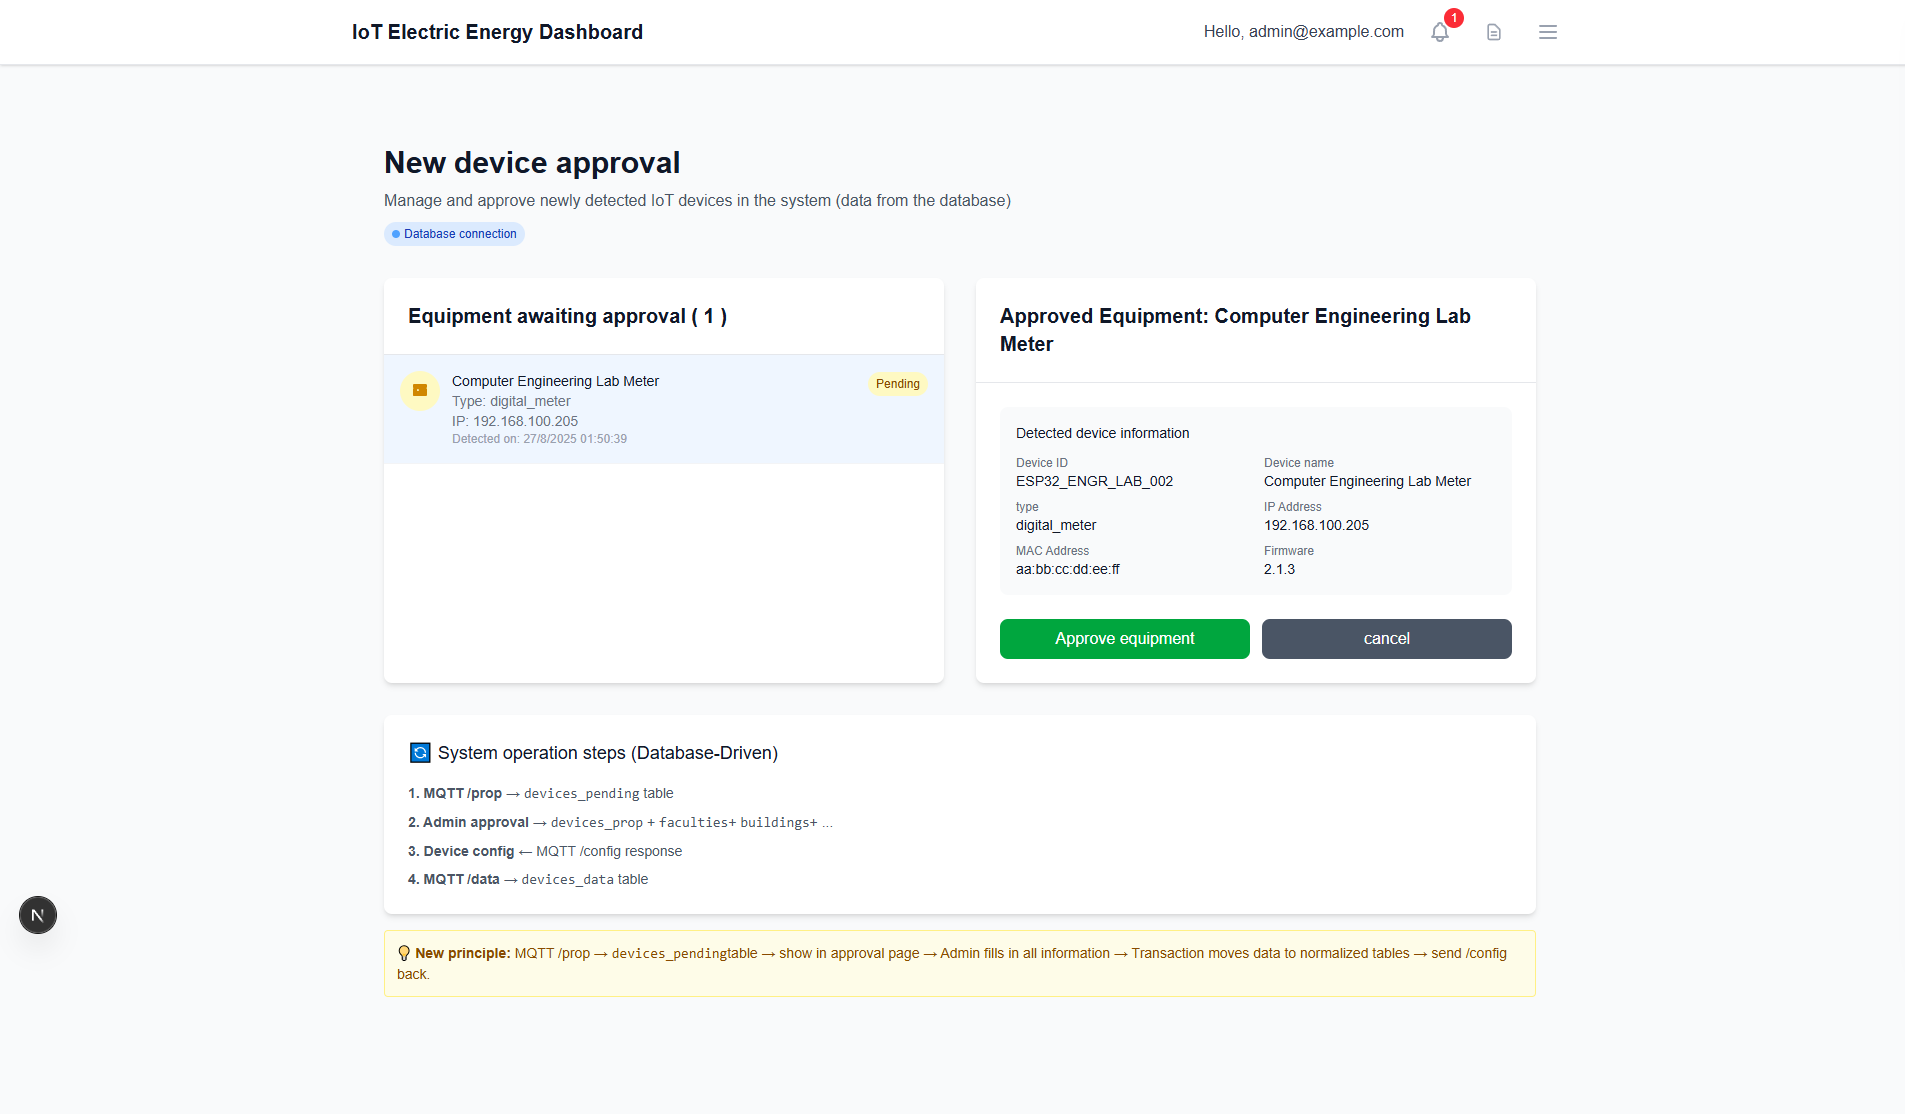 IoT Electric Energy Dashboard
Hello, admin@example.com
1
New device approval
Manage and approve newly detected IoT devices in the system (data from the database)
Database connection
Equipment awaiting approval ( 1 )
Computer Engineering Lab Meter
Pending
Type: digital_meter
IP: 192.168.100.205
Detected on: 27/8/2025 01:50:39
Approved Equipment: Computer Engineering Lab
Meter
Detected device information
Device ID
ESP32_ENGR_LAB_002
Device name
Computer Engineering Lab Meter
type
digital_meter
IP Address
192.168.100.205
MAC Address
aa:bb:cc:dd:ee:ff
Firmware
2.1.3
Approve equipment
cancel
System operation steps (Database-Driven)
1. MQTT /prop → devices_pending table
2. Admin approval → devices_prop + faculties+ buildings+ ...
3. Device config ← MQTT /config response
4. MQTT /data → devices_data table
N
New principle: MQTT /prop → devices_pendingtable → show in approval page → Admin fills in all information → Transaction moves data to normalized tables → send /config
back.